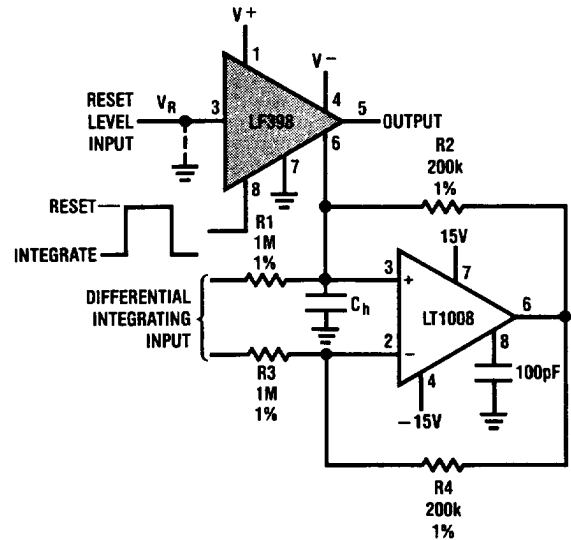 V+
1
V−
4
RESET
LEVEL
INPUT
VR
3
LF398
5
OUTPUT
6
7
8
R2
200k
1%
RESET
INTEGRATE
R1
1M
1%
15V
7
3
+
DIFFERENTIAL
INTEGRATING
INPUT
Ch
LT1008
6
2
−
8
R3
1M
1%
4
−15V
100pF
R4
200k
1%